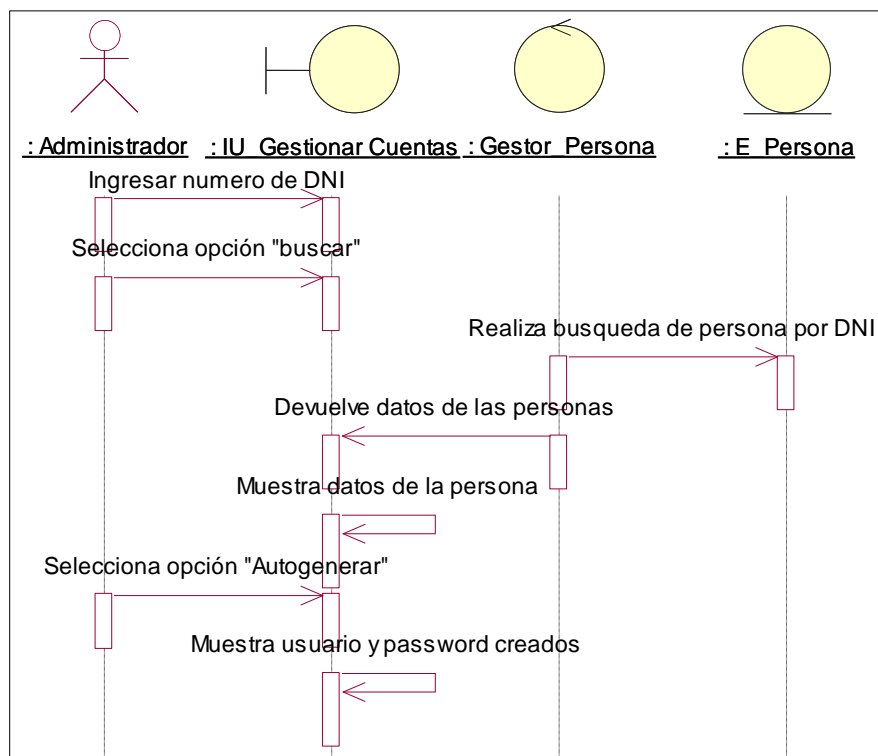 : Administrador
: IU_Gestionar Cuentas
: Gestor_Persona
: E_Persona
Ingresar numero de DNI
Selecciona opción "buscar"
Realiza busqueda de persona por DNI
Devuelve datos de las personas
Muestra datos de la persona
Selecciona opción "Autogenerar"
Muestra usuario y password creados